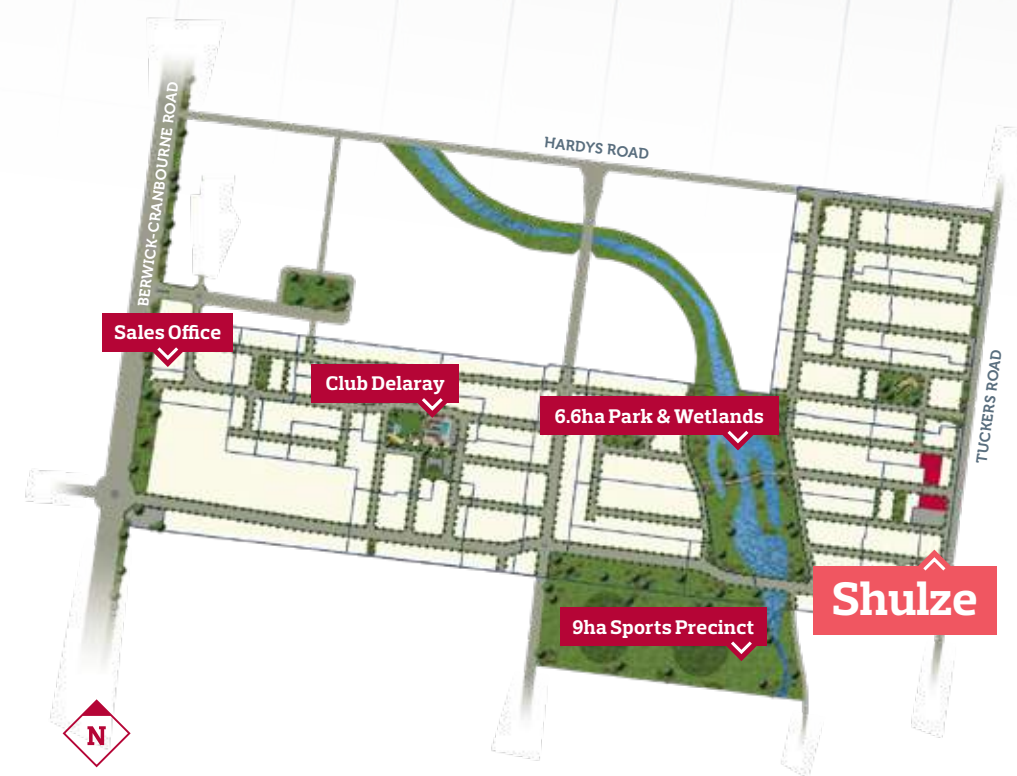 HARDYS ROAD
BERWICK-CRANBOURNE ROAD
Sales Office
Club Delaray
6.6ha Park & Wetlands
TUCKERS ROAD
Shulze
9ha Sports Precinct
N